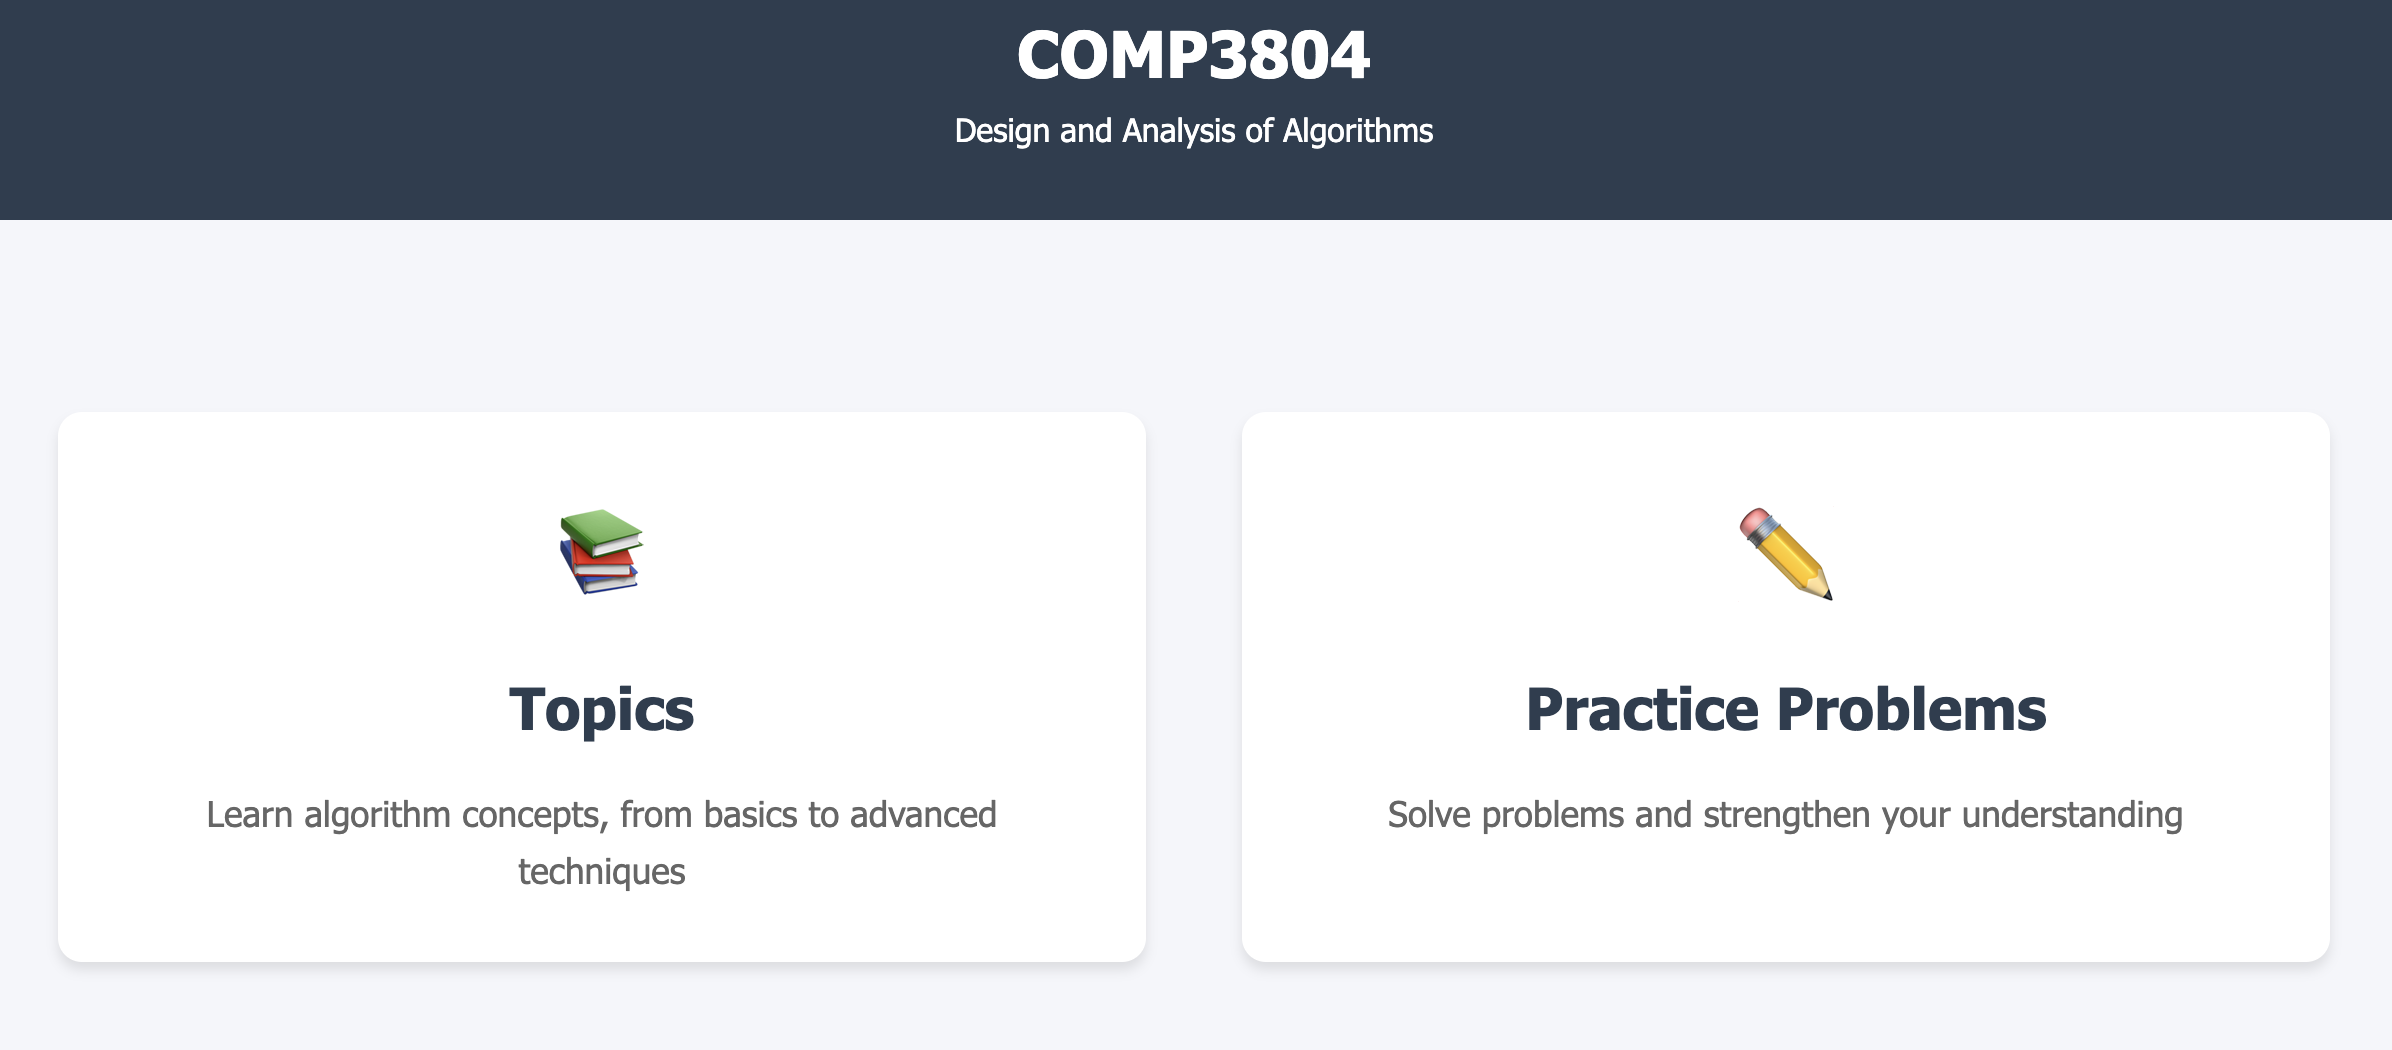 COMP3804
Design and Analysis of Algorithms
Topics
Learn algorithm concepts, from basics to advanced
techniques
Practice Problems
Solve problems and strengthen your understanding